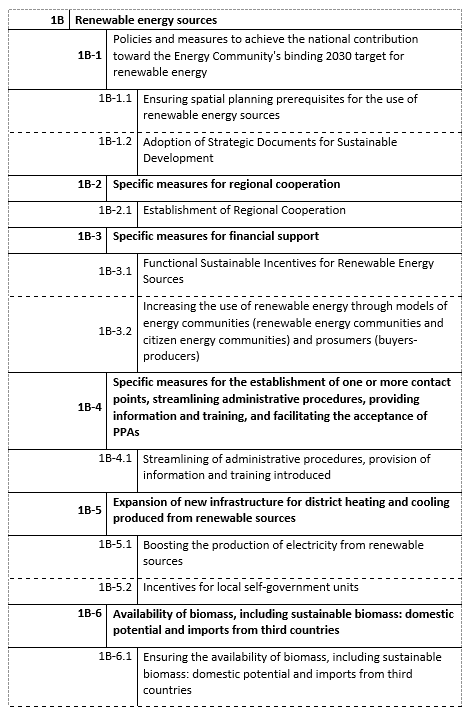 1B Renewable energy sources
1B-1 Policies and measures to achieve the national contribution
toward the Energy Community's binding 2030 target for
renewable energy
1B-1.1 Ensuring spatial planning prerequisites for the use of
renewable energy sources
1B-1.2 Adoption of Strategic Documents for Sustainable
Development
1B-2 Specific measures for regional cooperation
1B-2.1 Establishment of Regional Cooperation
1B-3 Specific measures for financial support
1B-3.1 Functional Sustainable Incentives for Renewable Energy
Sources
1B-3.2 Increasing the use of renewable energy through models of
energy communities (renewable energy communities and
citizen energy communities) and prosumers (buyers-
producers)
1B-4 Specific measures for the establishment of one or more contact
points, streamlining administrative procedures, providing
information and training, and facilitating the acceptance of
PPAs
1B-4.1 Streamlining of administrative procedures, provision of
information and training introduced
1B-5 Expansion of new infrastructure for district heating and cooling
produced from renewable sources
1B-5.1 Boosting the production of electricity from renewable
sources
1B-5.2 Incentives for local self-government units
1B-6 Availability of biomass, including sustainable biomass: domestic
potential and imports from third countries
1B-6.1 Ensuring the availability of biomass, including sustainable
biomass: domestic potential and imports from third
countries